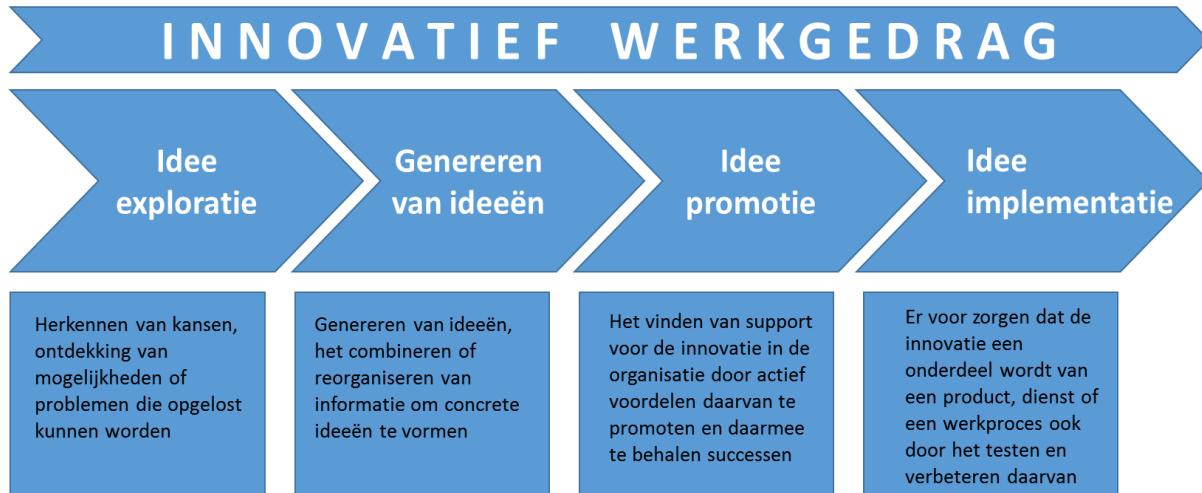 INNOVATIEF WERKGEDRAG
Idee
exploratie
Genereren
van ideeën
Idee
promotie
Idee
implementatie
Herkennen van kansen,
ontdekking van
mogelijkheden of
problemen die opgelost
kunnen worden
Genereren van ideeën,
het combineren of
reorganiseren van
informatie om concrete
ideeën te vormen
Het vinden van support
voor de innovatie in de
organisatie door actief
voordelen daarvan te
promoten en daarmee
te behalen successen
Er voor zorgen dat de
innovatie een
onderdeel wordt van
een product, dienst of
een werkproces ook
door het testen en
verbeteren daarvan